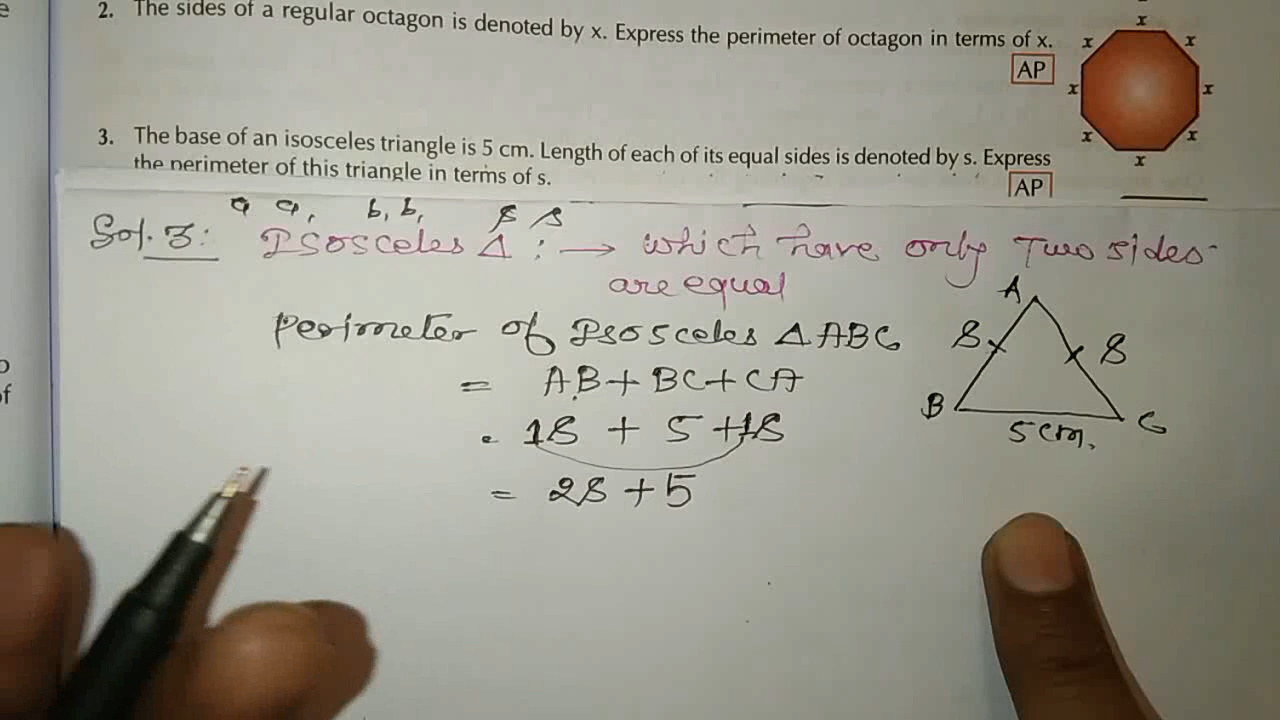 e
2. The sides of a regular octagon is denoted by x. Express the perimeter of octagon in terms of x.
AP
x
x
x
x
x
x
x
x
3. The base of an isosceles triangle is 5 cm. Length of each of its equal sides is denoted by s. Express
the perimeter of this triangle in terms of s.
AP
a a, b, b, s s
Sol. 3: Isosceles Δ : → which have only Two sides
are equal
Perimeter of Isosceles Δ ABC
= AB + BC + CA
= 1S + 5 + 1S
= 2S + 5
A
S
S
B
C
5 cm.
of